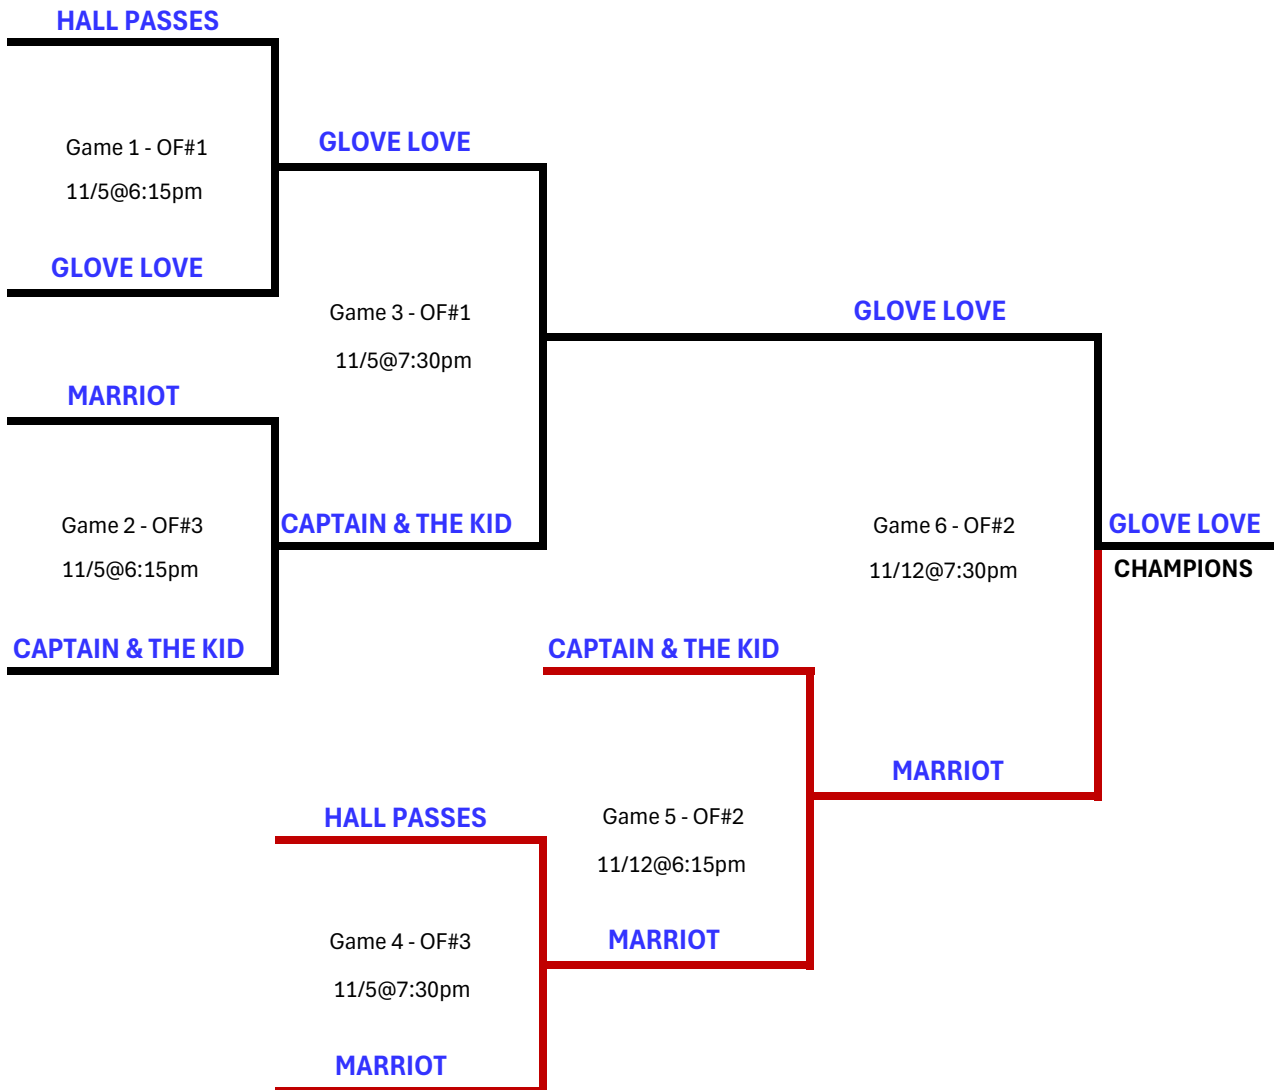 HALL PASSES
Game 1 - OF#1
11/5@6:15pm
GLOVE LOVE
GLOVE LOVE
Game 3 - OF#1
11/5@7:30pm
MARRIOT
Game 2 - OF#3
11/5@6:15pm
CAPTAIN & THE KID
CAPTAIN & THE KID
GLOVE LOVE
Game 6 - OF#2
11/12@7:30pm
GLOVE LOVE
CHAMPIONS
CAPTAIN & THE KID
Game 5 - OF#2
11/12@6:15pm
MARRIOT
HALL PASSES
Game 4 - OF#3
11/5@7:30pm
MARRIOT
MARRIOT